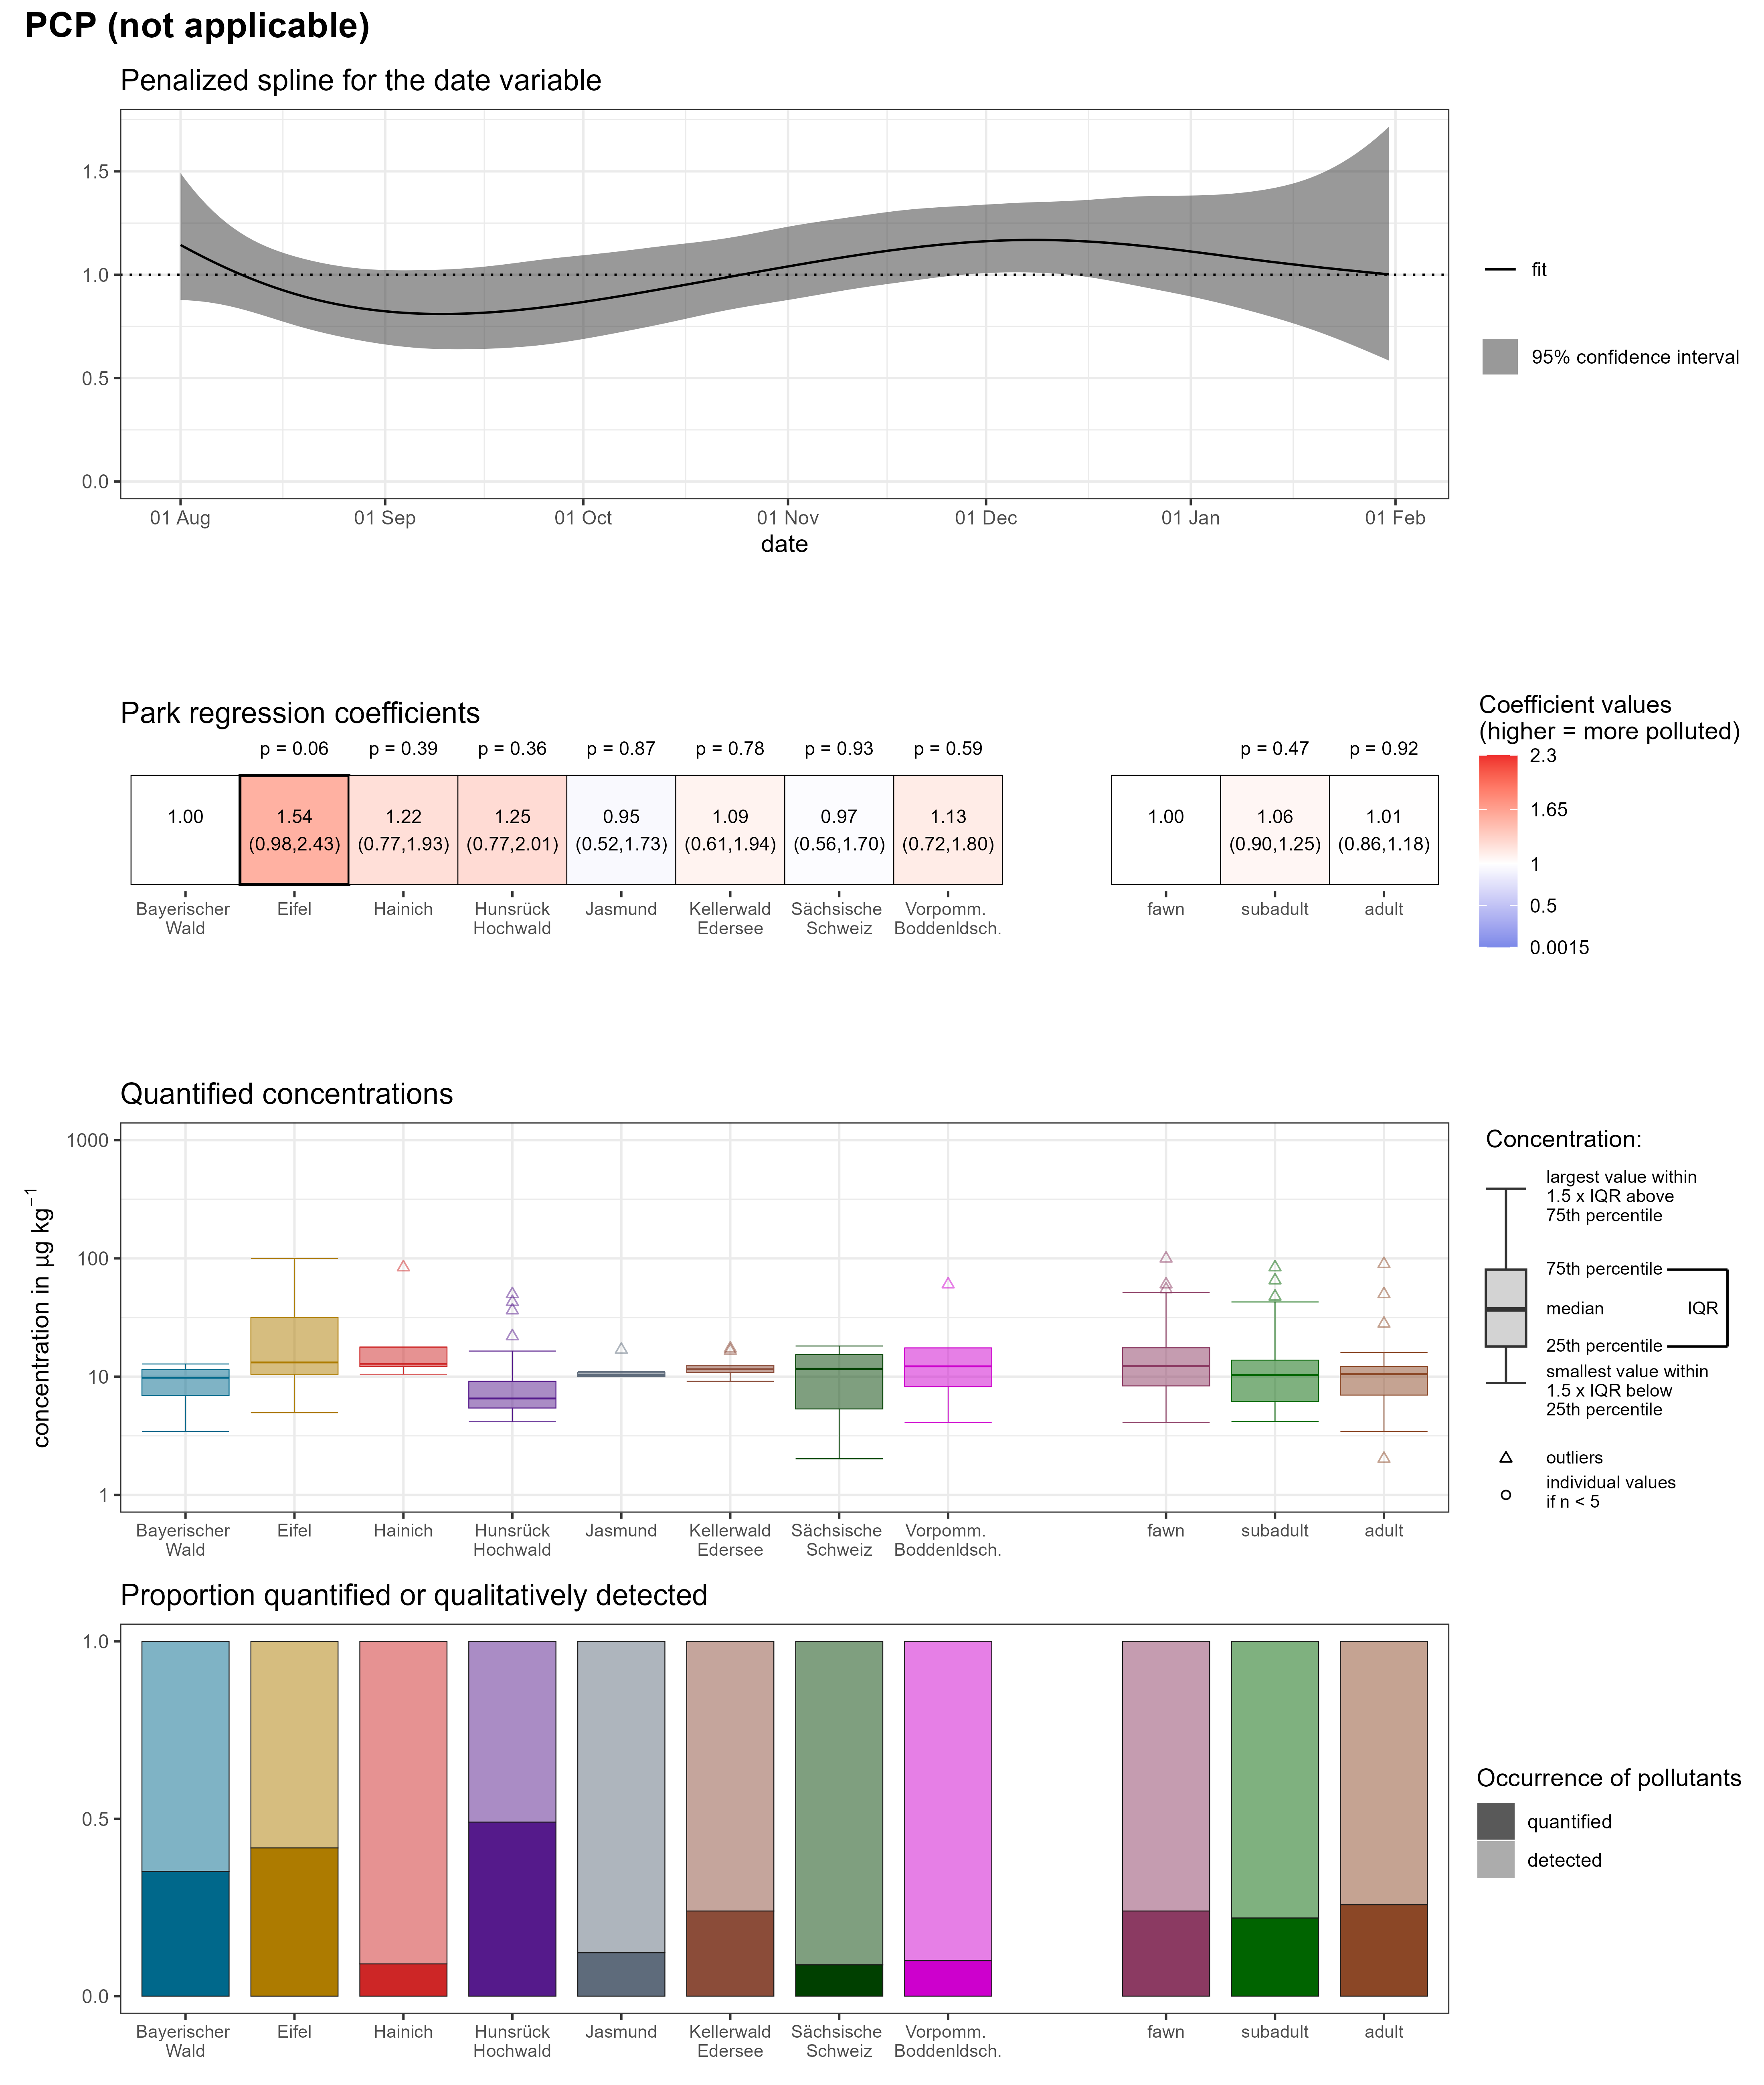 PCP (not applicable)
Penalized spline for the date variable
1.5
1.0
0.5
0.0
01 Aug
01 Sep
01 Oct
01 Nov
01 Dec
01 Jan
01 Feb
date
fit
95% confidence interval
Park regression coefficients
p = 0.06
p = 0.39
p = 0.36
p = 0.87
p = 0.78
p = 0.93
p = 0.59
p = 0.47
p = 0.92
1.00
1.54
(0.98,2.43)
1.22
(0.77,1.93)
1.25
(0.77,2.01)
0.95
(0.52,1.73)
1.09
(0.61,1.94)
0.97
(0.56,1.70)
1.13
(0.72,1.80)
1.00
1.06
(0.90,1.25)
1.01
(0.86,1.18)
Bayerischer
Wald
Eifel
Hainich
Hunsrück
Hochwald
Jasmund
Kellerwald
Edersee
Sächsische
Schweiz
Vorpomm.
Boddenldsch.
fawn
subadult
adult
Coefficient values
(higher = more polluted)
2.3
1.65
1
0.5
0.0015
Quantified concentrations
concentration in µg kg⁻¹
1000
100
10
1
Bayerischer
Wald
Eifel
Hainich
Hunsrück
Hochwald
Jasmund
Kellerwald
Edersee
Sächsische
Schweiz
Vorpomm.
Boddenldsch.
fawn
subadult
adult
Concentration:
largest value within
1.5 x IQR above
75th percentile
75th percentile
median
IQR
25th percentile
smallest value within
1.5 x IQR below
25th percentile
outliers
individual values
if n < 5
Proportion quantified or qualitatively detected
1.0
0.5
0.0
Bayerischer
Wald
Eifel
Hainich
Hunsrück
Hochwald
Jasmund
Kellerwald
Edersee
Sächsische
Schweiz
Vorpomm.
Boddenldsch.
fawn
subadult
adult
Occurrence of pollutants
quantified
detected